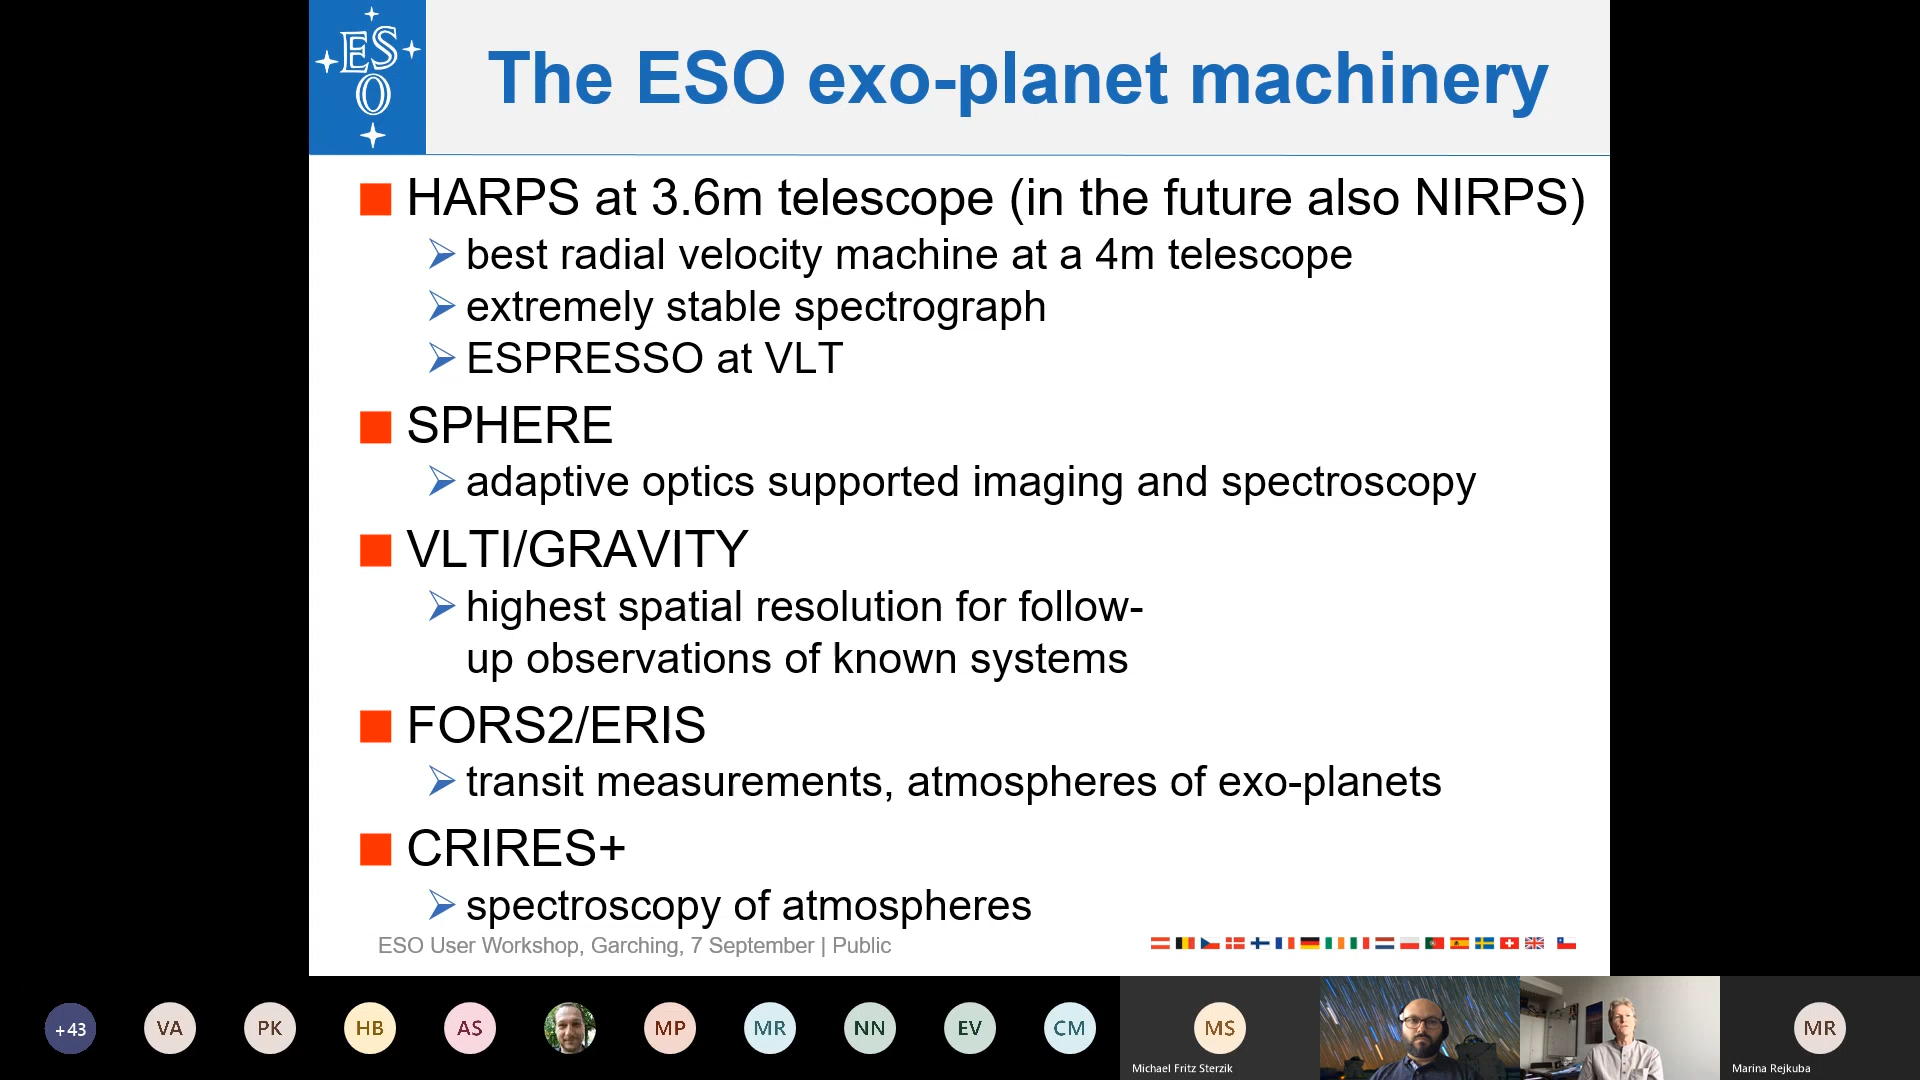 ESO
The ESO exo-planet machinery
HARPS at 3.6m telescope (in the future also NIRPS)
best radial velocity machine at a 4m telescope
extremely stable spectrograph
ESPRESSO at VLT
SPHERE
adaptive optics supported imaging and spectroscopy
VLTI/GRAVITY
highest spatial resolution for follow-
up observations of known systems
FORS2/ERIS
transit measurements, atmospheres of exo-planets
CRIRES+
spectroscopy of atmospheres
ESO User Workshop, Garching, 7 September | Public
+43
VA
PK
HB
AS
MP
MR
NN
EV
CM
MS
MR
Michael Fritz Sterzik
Marina Rejkuba